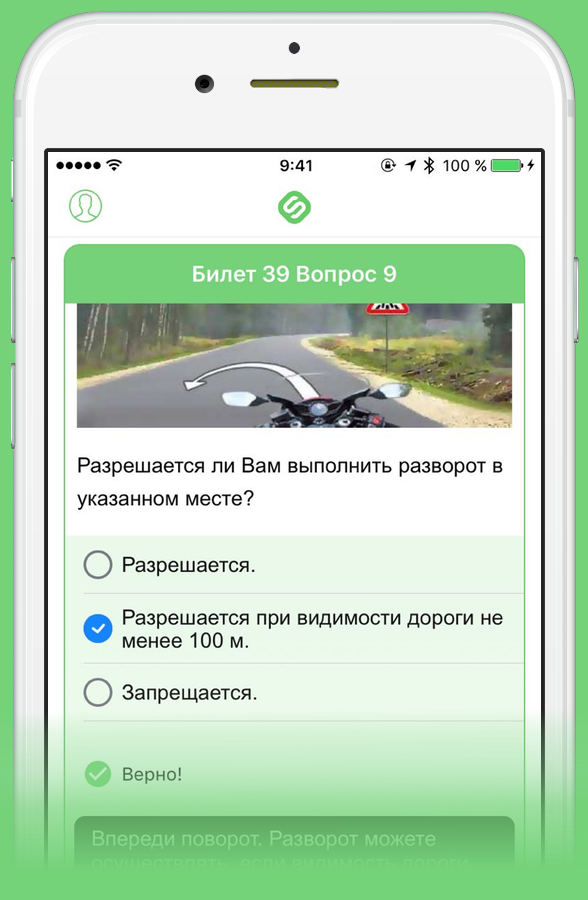 9:41
100 %
Билет 39 Вопрос 9
Разрешается ли Вам выполнить разворот в
указанном месте?
Разрешается.
Разрешается при видимости дороги не
менее 100 м.
Запрещается.
Верно!
Впереди поворот. Разворот можете
осуществлять, если видимость дороги